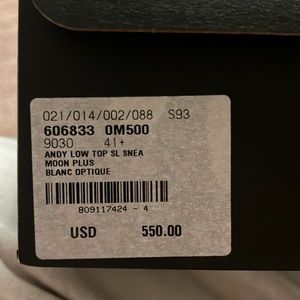 021/014/002/088 S93
606833 0M500
9030 41+
ANDY LOW TOP SL SNEA
MOON PLUS
BLANC OPTIQUE
809117424 - 4
USD 550.00